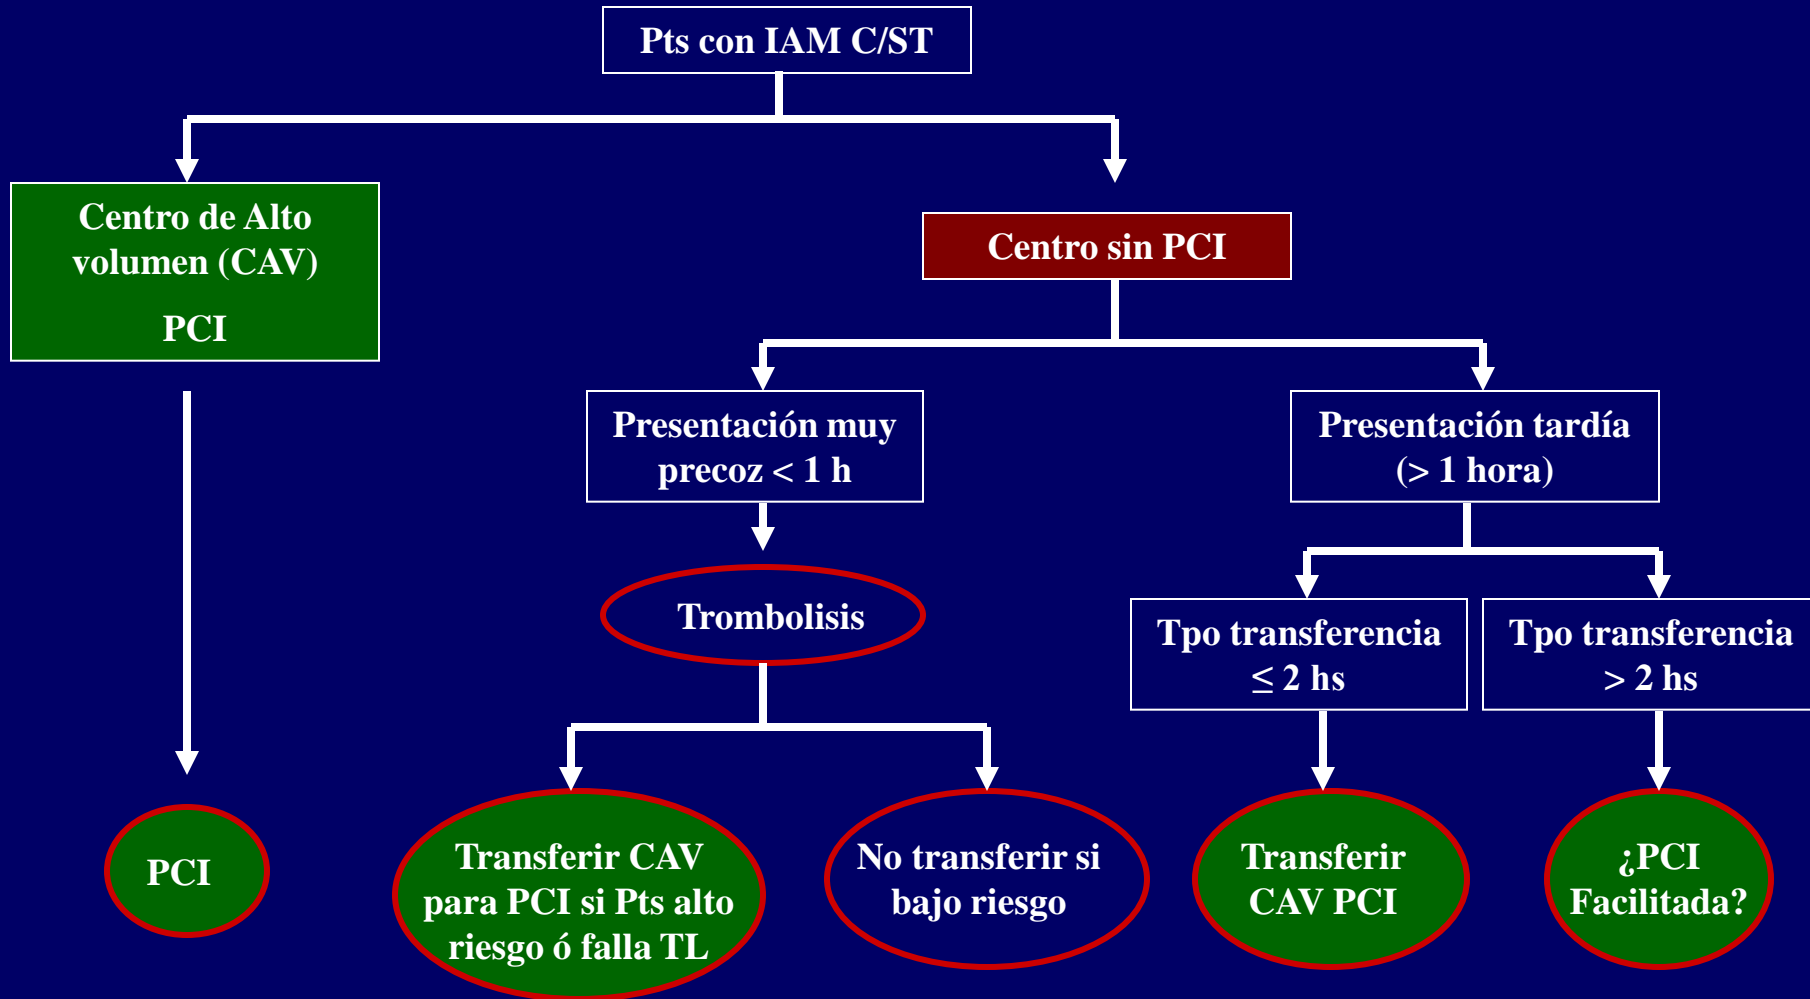 Pts con IAM C/ST
Centro de Alto
volumen (CAV)
PCI
Centro sin PCI
Presentación muy
precoz < 1 h
Presentación tardía
(> 1 hora)
Trombolisis
Tpo transferencia
≤ 2 hs
Tpo transferencia
> 2 hs
PCI
Transferir CAV
para PCI si Pts alto
riesgo ó falla TL
No transferir si
bajo riesgo
Transferir
CAV PCI
¿PCI
Facilitada?